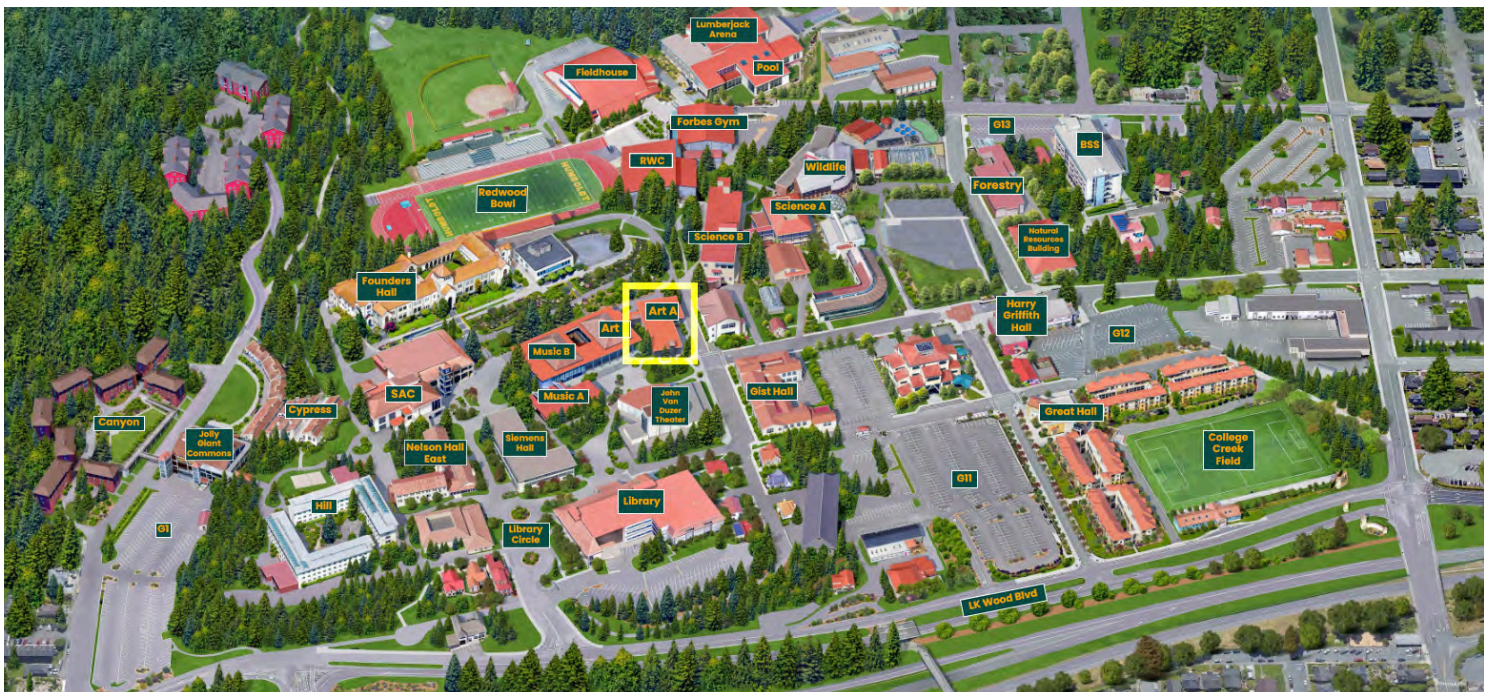 Lumberjack
Arena
Pool
Fieldhouse
Forbes Gym
G13
BSS
RWC
Wildlife
Redwood
Bowl
HUMBOLDT
HUMBOLDT
Forestry
Science A
Science B
Natural
Resources
Building
Founders
Hall
Art A
Art
Harry
Griffith
Hall
G12
Music B
SAC
Music A
John
Van
Duzer
Theater
Gist Hall
Cypress
Great Hall
Canyon
Jolly
Giant
Commons
Nelson Hall
East
Siemens
Hall
College
Creek
Field
G11
Hill
Library
G1
Library
Circle
LK Wood Blvd